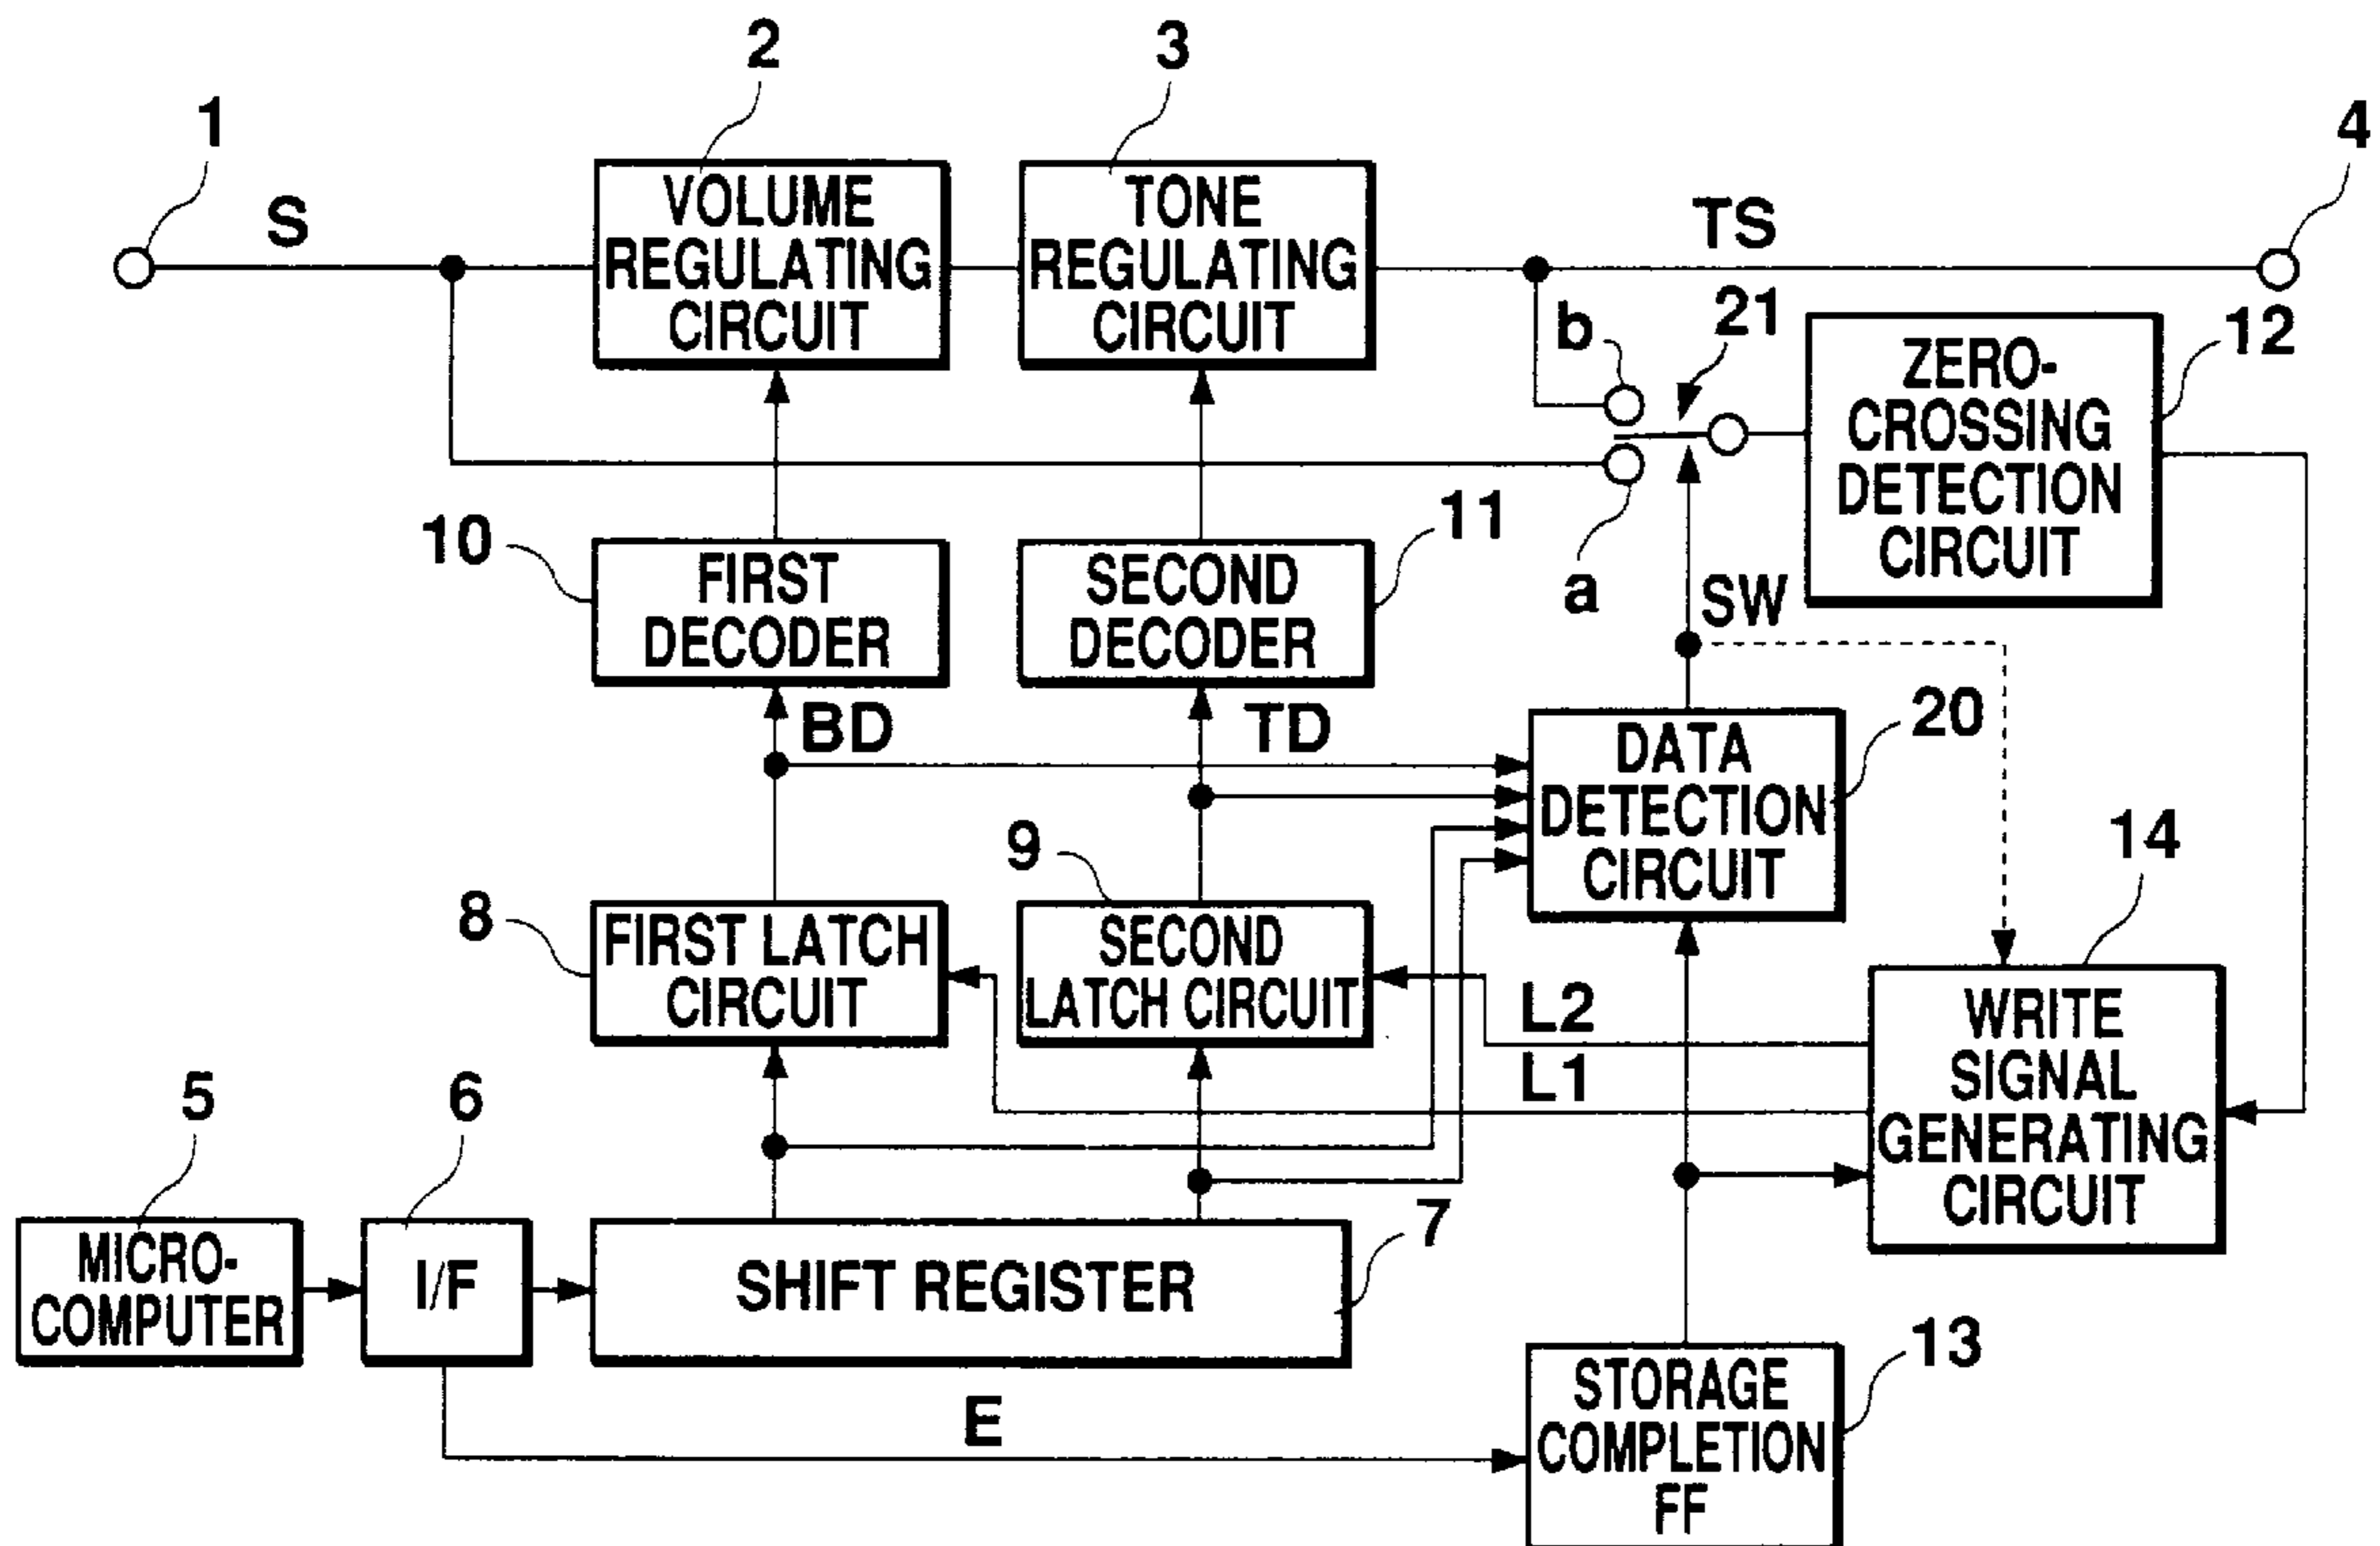 2
3
1
4
S
VOLUME
REGULATING
CIRCUIT
TONE
REGULATING
CIRCUIT
TS
b
21
ZERO-
CROSSING
DETECTION
CIRCUIT
12
10
FIRST
DECODER
SECOND
DECODER
11
a
SW
BD
TD
DATA
DETECTION
CIRCUIT
20
9
14
8
FIRST LATCH
CIRCUIT
SECOND
LATCH CIRCUIT
L2
L1
WRITE
SIGNAL
GENERATING
CIRCUIT
5
6
MICRO-
COMPUTER
I/F
SHIFT REGISTER
7
E
STORAGE
COMPLETION
FF
13